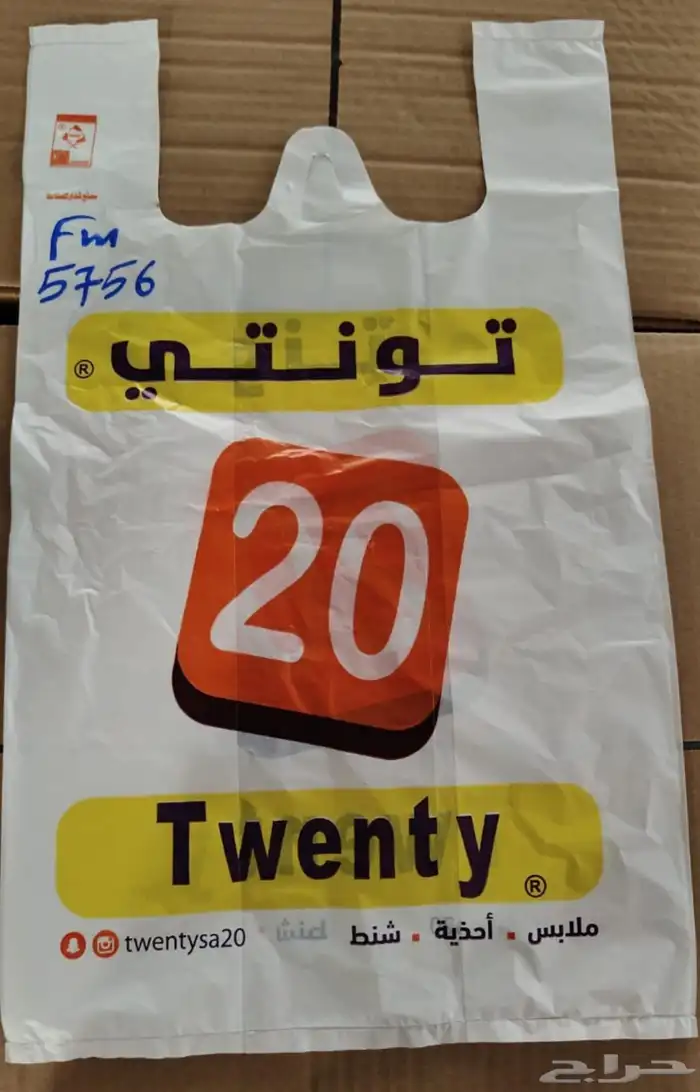 Fm
5756
تونتي ®
20
Twenty ®
ملابس . أحذية . شنط
twentysa20
حراج